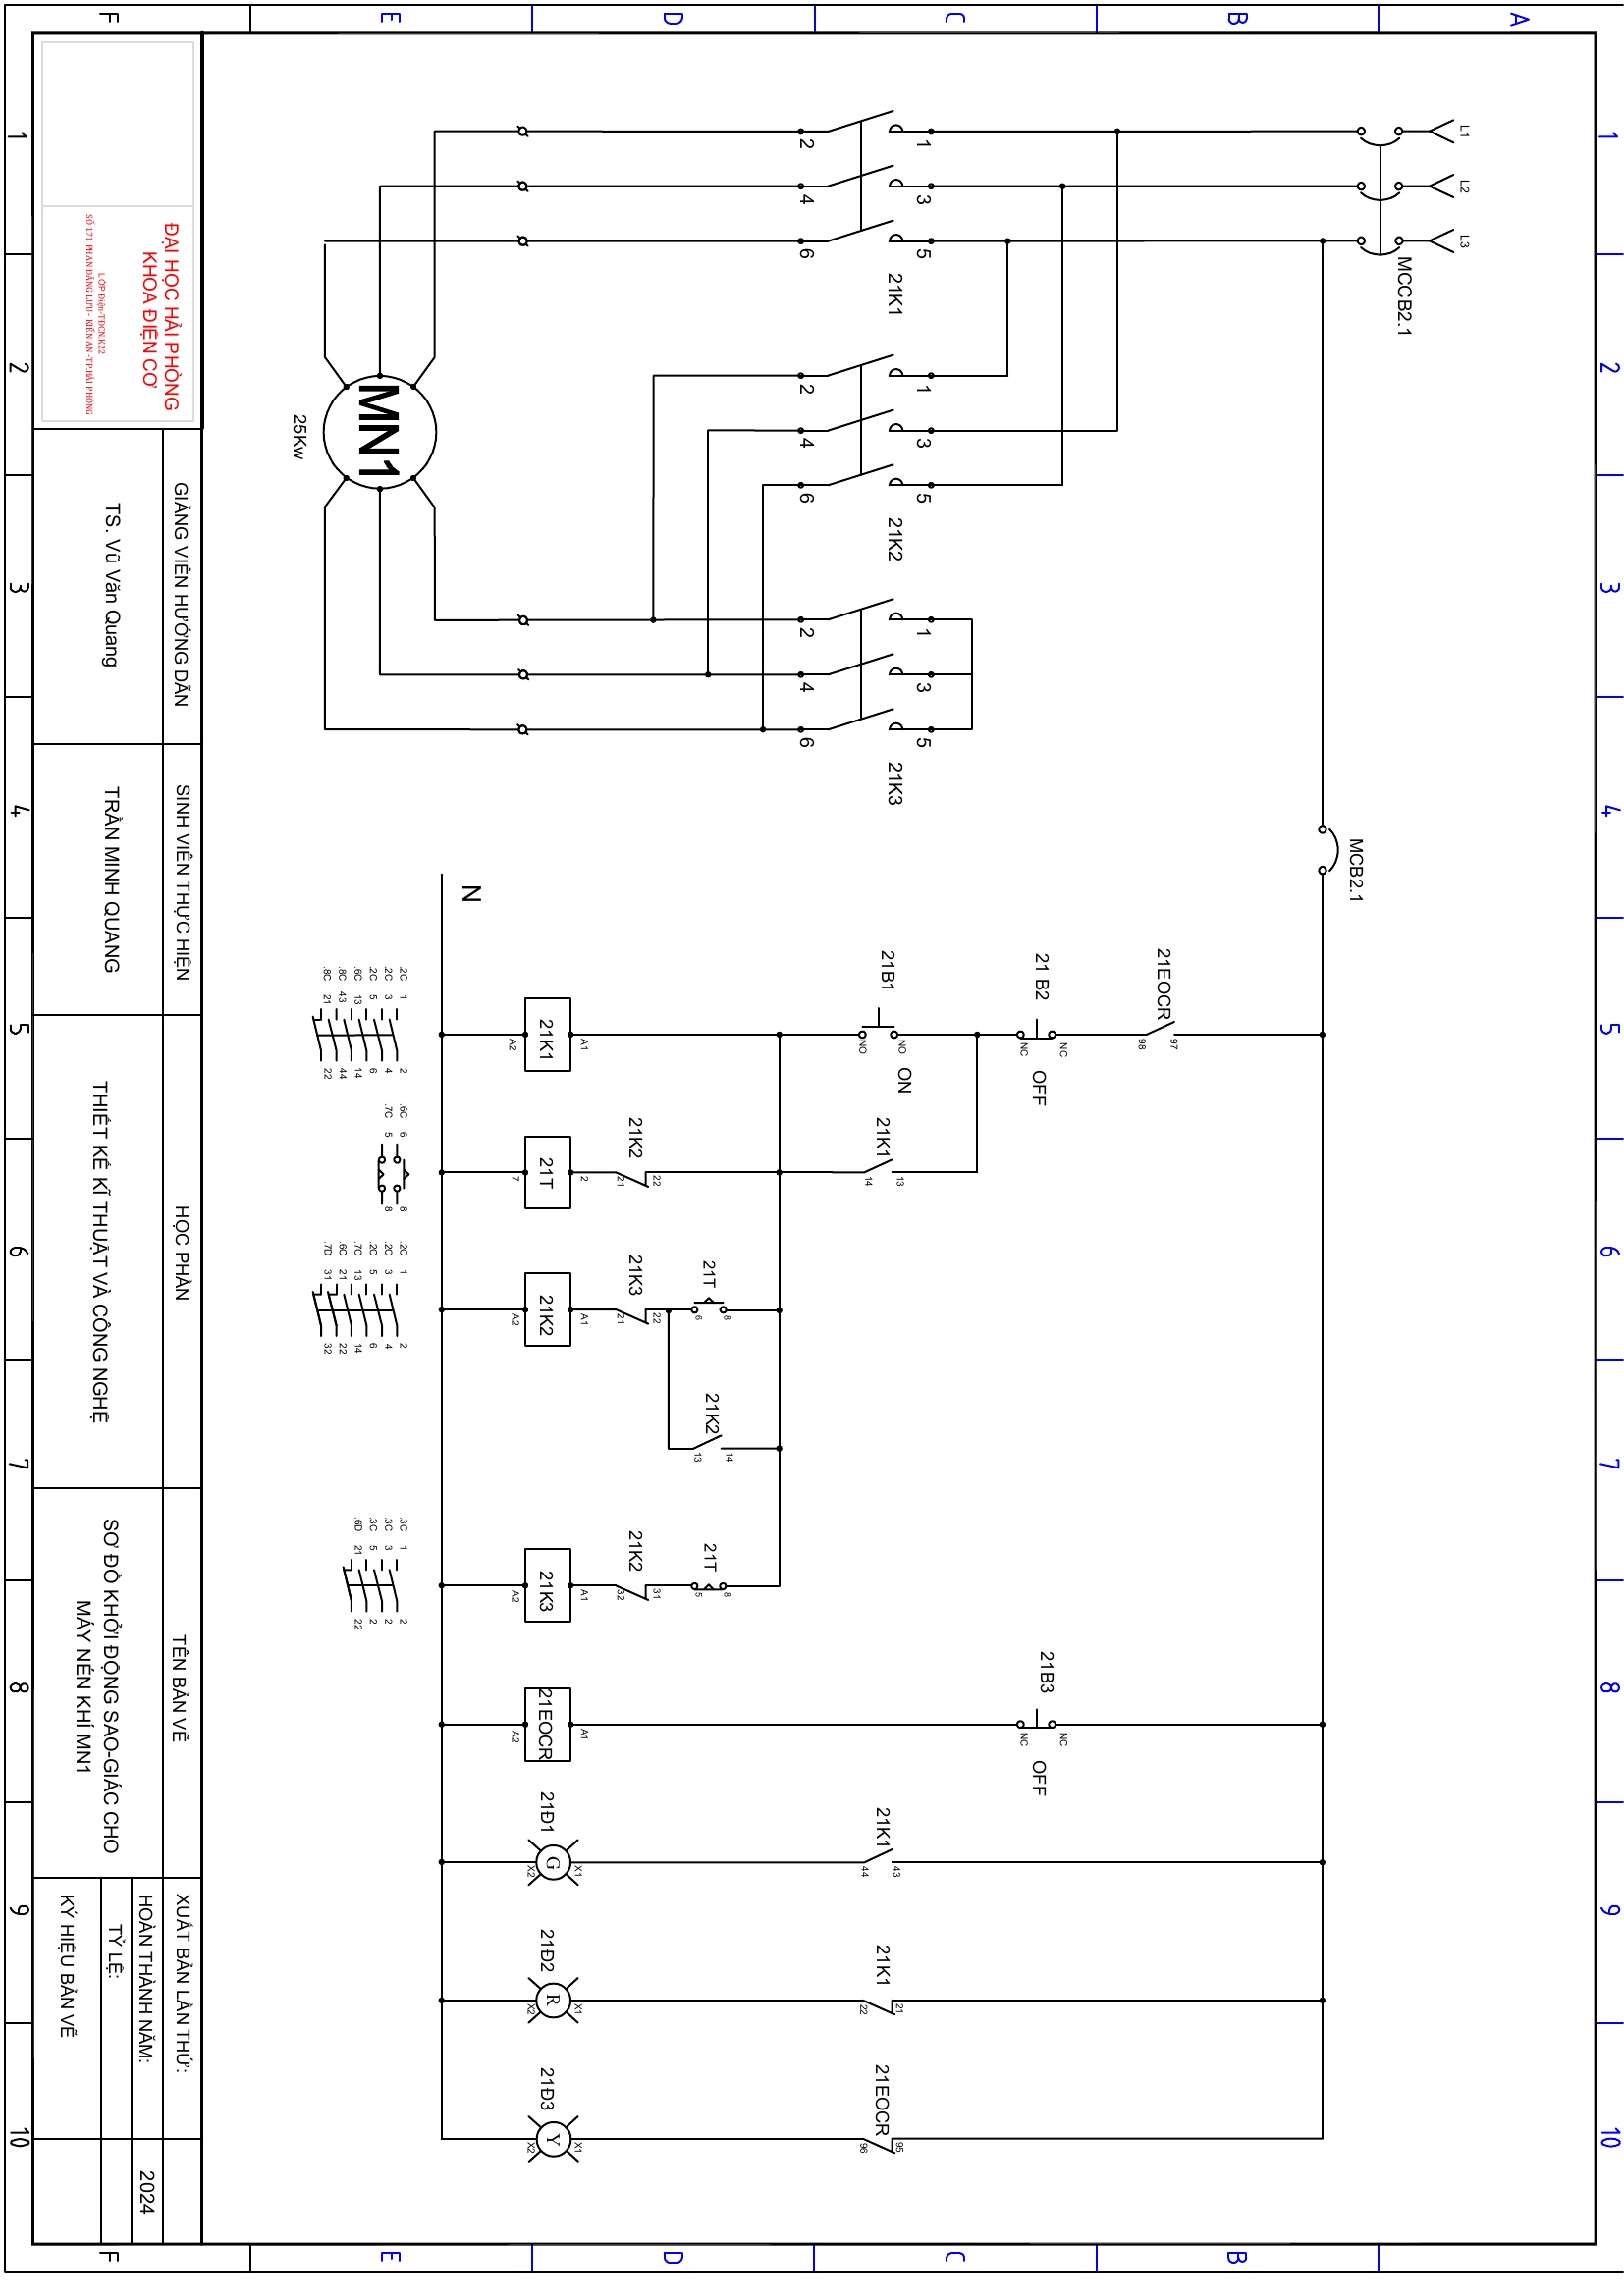 1 2 3 4 5 6 7 8 9 10
A
B
C
D
E
F
L1
L2
L3
MCCB2.1
MCB2.1
1 3 5
21K1
2 4 6
1 3 5
21K2
2 4 6
1 3 5
21K3
2 4 6
MN1
25Kw
N
21EOCR
97
98
21 B2
NC
NC
OFF
21B1
NO
NO
ON
21K1
13
14
21K2
22
21
21T
8
6
21K3
22
21
21K2
14
13
21T
8
5
21K2
31
32
21B3
NC
NC
OFF
21K1
43
44
21K1
21
22
21EOCR
95
96
A1
21K1
A2
2
21T
7
A1
21K2
A2
A1
21K3
A2
A1
21EOCR
A2
21Đ1
X1
G
X2
21Đ2
X1
R
X2
21Đ3
X1
Y
X2
.2C 1 2
.2C 3 4
.2C 5 6
.6C 13 14
.8C 43 44
.8C 21 22
.6C 6 8
.7C 5 8
.2C 1 2
.2C 3 4
.2C 5 6
.7C 13 14
.6C 21 22
.7D 31 32
.3C 1 2
.3C 3 2
.3C 5 2
.6D 21 22
ĐẠI HỌC HẢI PHÒNG
KHOA ĐIỆN CƠ
LỚP Điện-TĐCN.K22
SỐ 171 PHAN ĐĂNG LƯU - KIẾN AN -TP.HẢI PHÒNG
GIẢNG VIÊN HƯỚNG DẪN
TS. Vũ Văn Quang
SINH VIÊN THỰC HIỆN
TRẦN MINH QUANG
HỌC PHẦN
THIẾT KẾ KĨ THUẬT VÀ CÔNG NGHỆ
TÊN BẢN VẼ
SƠ ĐỒ KHỞI ĐỘNG SAO-GIÁC CHO
MÁY NÉN KHÍ MN1
XUẤT BẢN LẦN THỨ:
HOÀN THÀNH NĂM:
2024
TỶ LỆ:
KÝ HIỆU BẢN VẼ
B
C
D
E
F
1 2 3 4 5 6 7 8 9 10